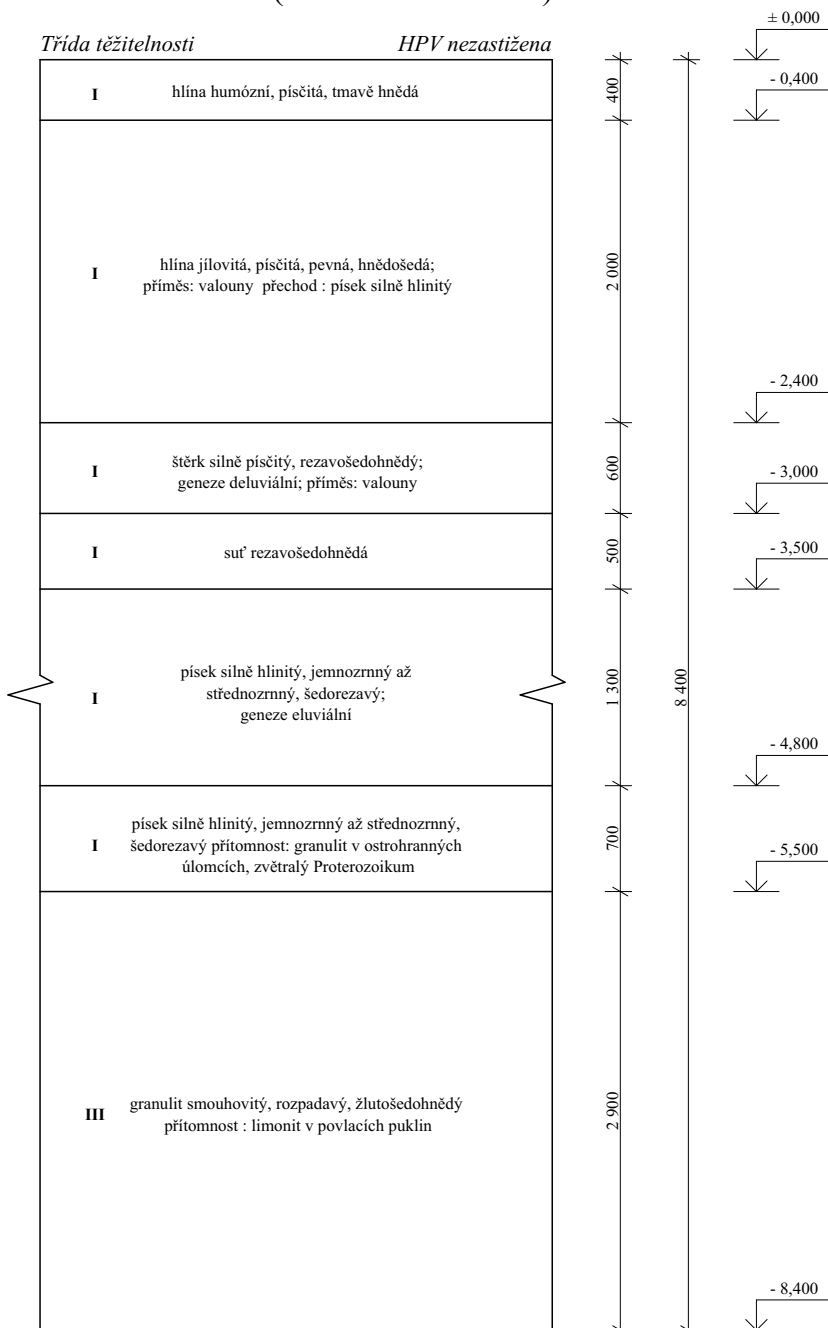 Třída těžitelnosti HPV nezastižena
± 0,000
I hlína humózní, písčitá, tmavě hnědá
400
- 0,400
I hlína jílovitá, písčitá, pevná, hnědošedá;
příměs: valouny přechod : písek silně hlinitý
2 000
- 2,400
I štěrk silně písčitý, rezavošedohnědý;
geneze deluviální; příměs: valouny
600
- 3,000
I suť rezavošedohnědá
500
- 3,500
I písek silně hlinitý, jemnozrnný až
střednozrnný, šedorezavý;
geneze eluviální
1 300
8 400
- 4,800
I písek silně hlinitý, jemnozrnný až střednozrnný,
šedorezavý přítomnost: granulit v ostrohranných
úlomcích, zvětralý Proterozoikum
700
- 5,500
III granulit smouhovitý, rozpadavý, žlutošedohnědý
přítomnost : limonit v povlacích puklin
2 900
- 8,400